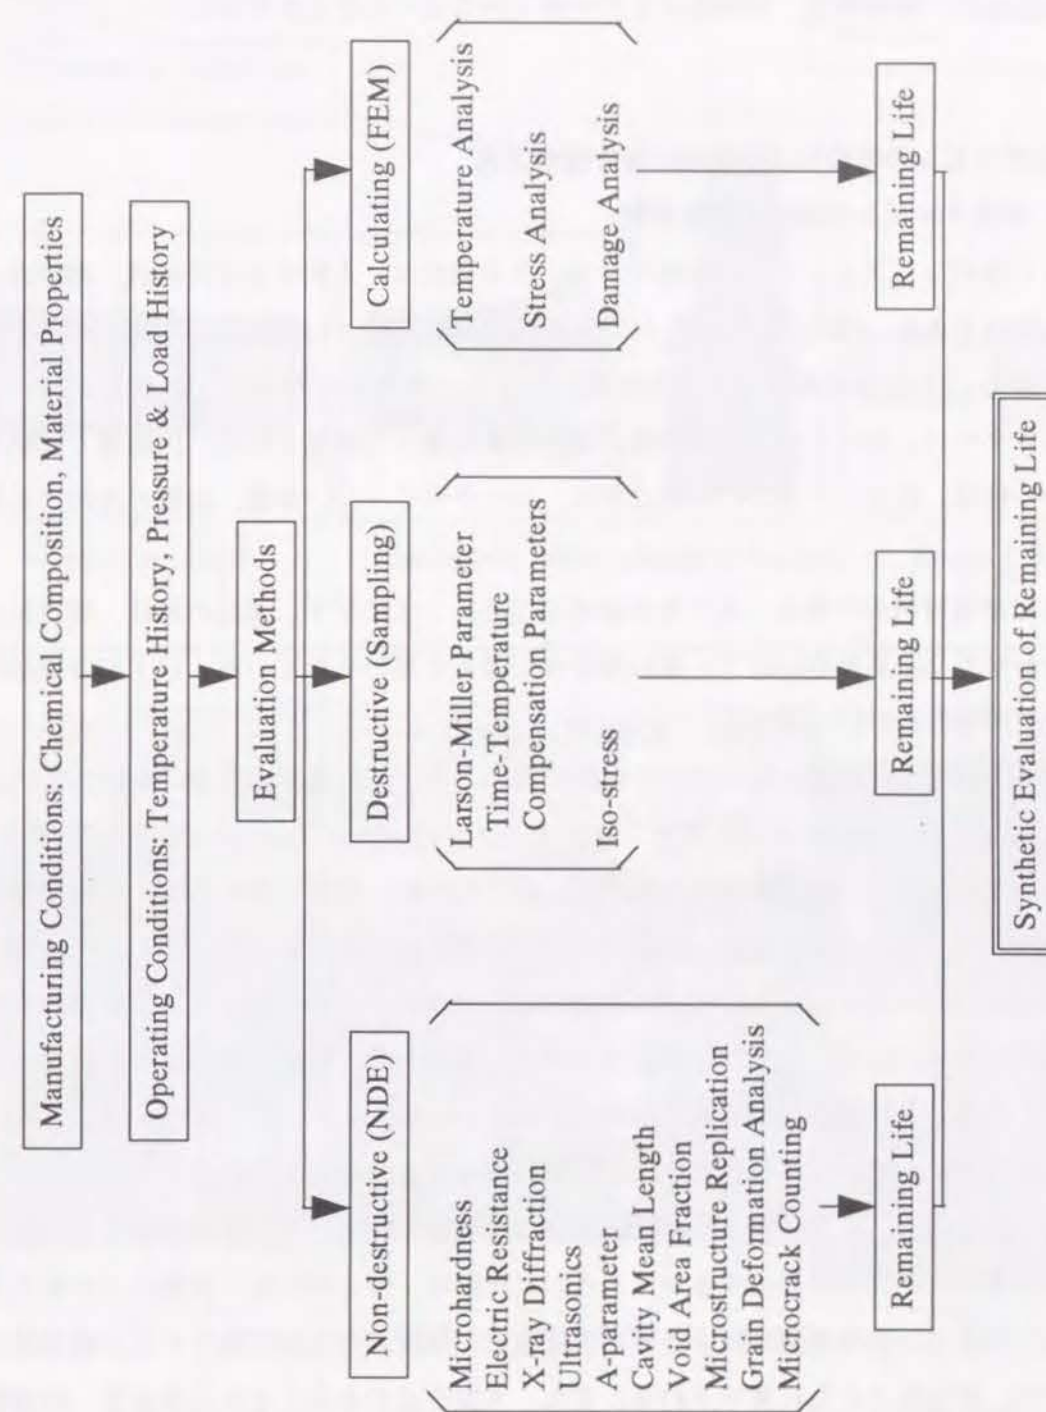 Manufacturing Conditions: Chemical Composition, Material Properties
Operating Conditions: Temperature History, Pressure & Load History
Evaluation Methods
Non-destructive (NDE)
Microhardness
Electric Resistance
X-ray Diffraction
Ultrasonics
A-parameter
Cavity Mean Length
Void Area Fraction
Microstructure Replication
Grain Deformation Analysis
Microcrack Counting
Remaining Life
Destructive (Sampling)
Larson-Miller Parameter
Time-Temperature
Compensation Parameters
Iso-stress
Remaining Life
Calculating (FEM)
Temperature Analysis
Stress Analysis
Damage Analysis
Remaining Life
Synthetic Evaluation of Remaining Life